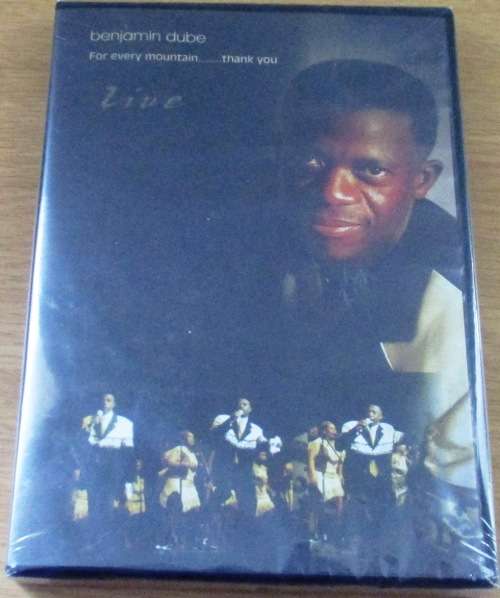 benjamin dube
For every mountain.......thank you
Live